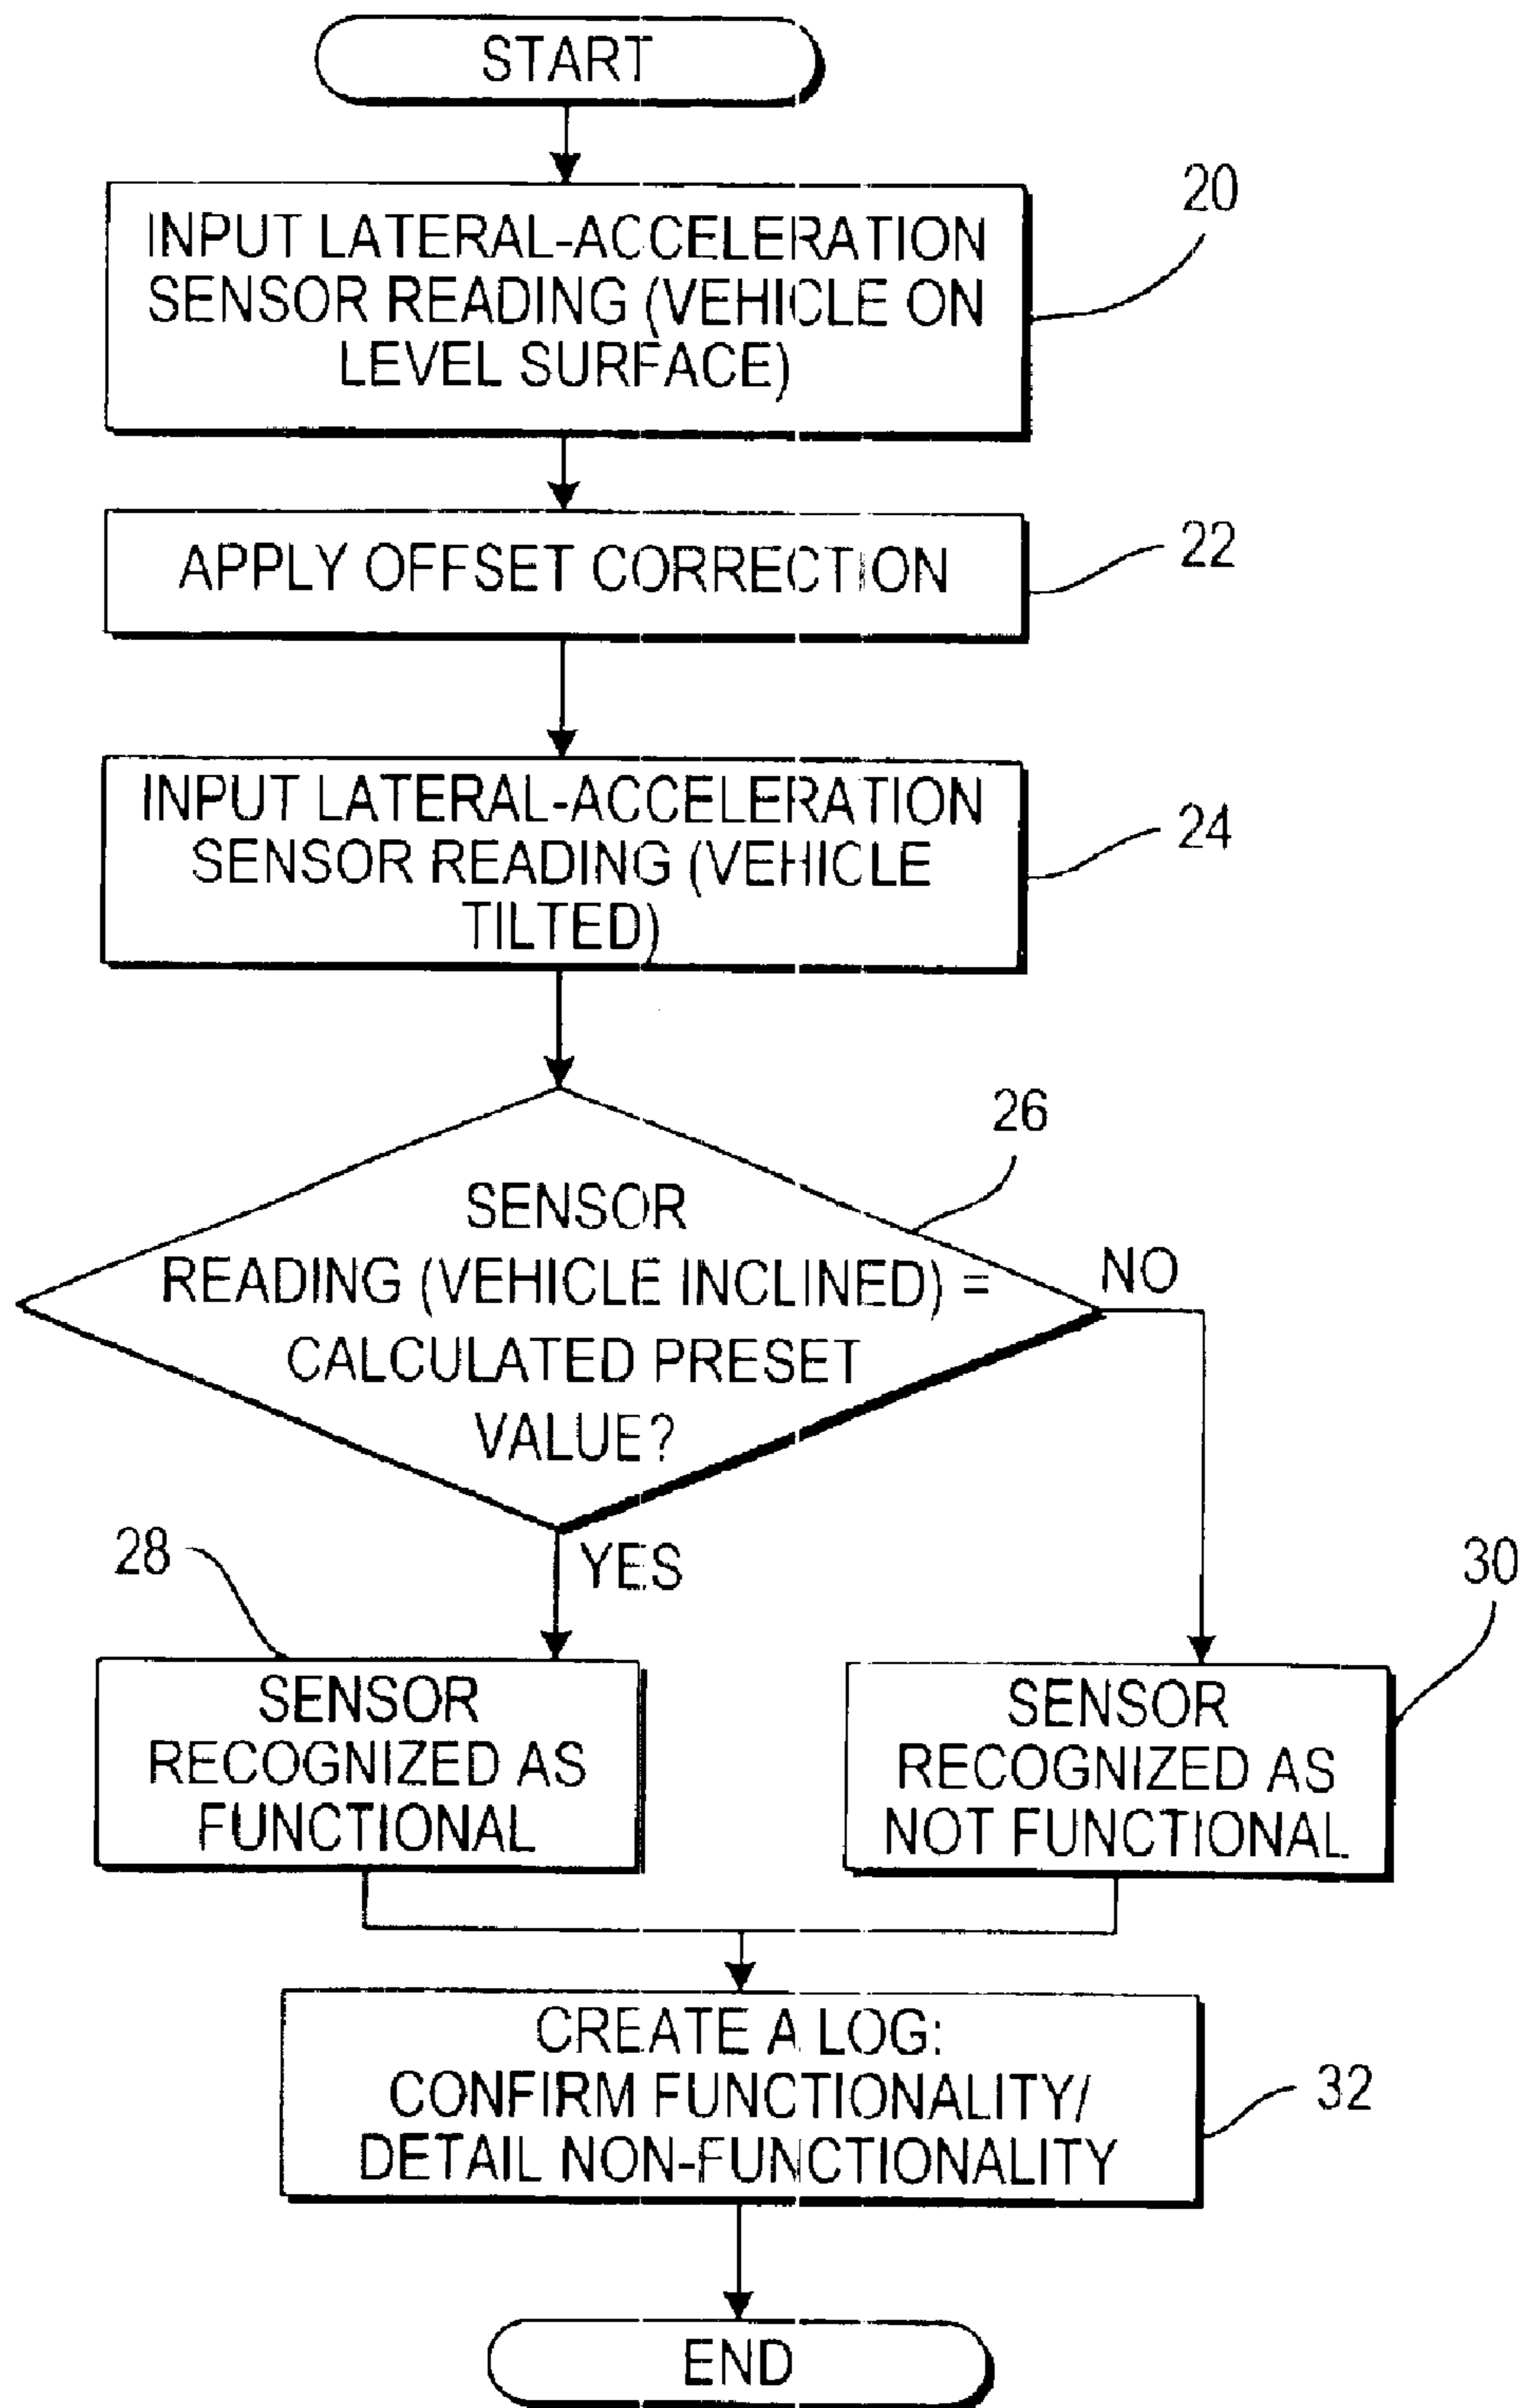 START
20
INPUT LATERAL-ACCELERATION
SENSOR READING (VEHICLE ON
LEVEL SURFACE)
APPLY OFFSET CORRECTION
22
INPUT LATERAL-ACCELERATION
SENSOR READING (VEHICLE
TILTED)
24
26
SENSOR
READING (VEHICLE INCLINED) =
CALCULATED PRESET
VALUE?
NO
YES
28
SENSOR
RECOGNIZED AS
FUNCTIONAL
30
SENSOR
RECOGNIZED AS
NOT FUNCTIONAL
CREATE A LOG:
CONFIRM FUNCTIONALITY/
DETAIL NON-FUNCTIONALITY
32
END